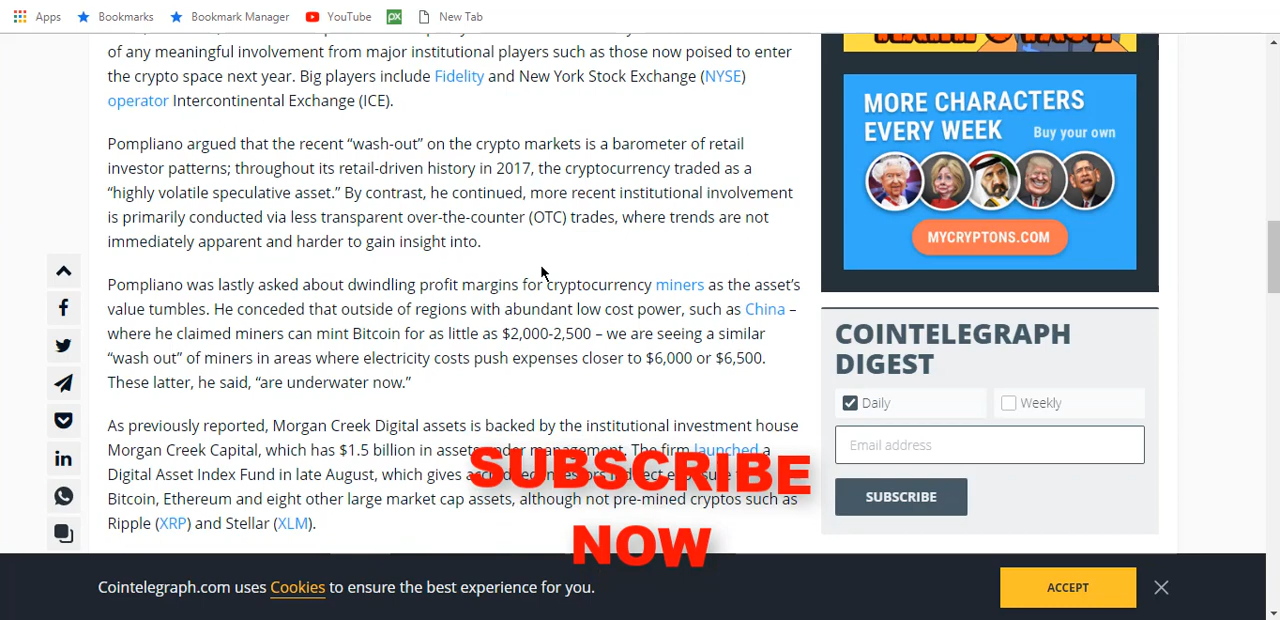 Apps Bookmarks Bookmark Manager YouTube px New Tab
of any meaningful involvement from major institutional players such as those now poised to enter
the crypto space next year. Big players include Fidelity and New York Stock Exchange (NYSE)
operator Intercontinental Exchange (ICE).
Pompliano argued that the recent “wash-out” on the crypto markets is a barometer of retail
investor patterns; throughout its retail-driven history in 2017, the cryptocurrency traded as a
“highly volatile speculative asset.” By contrast, he continued, more recent institutional involvement
is primarily conducted via less transparent over-the-counter (OTC) trades, where trends are not
immediately apparent and harder to gain insight into.
Pompliano was lastly asked about dwindling profit margins for cryptocurrency miners as the asset’s
value tumbles. He conceded that outside of regions with abundant low cost power, such as China –
where he claimed miners can mint Bitcoin for as little as $2,000-2,500 – we are seeing a similar
“wash out” of miners in areas where electricity costs push expenses closer to $6,000 or $6,500.
These latter, he said, “are underwater now.”
As previously reported, Morgan Creek Digital assets is backed by the institutional investment house
Morgan Creek Capital, which has $1.5 billion in assets under management. The firm launched a
Digital Asset Index Fund in late August, which gives accredited investors indirect
Bitcoin, Ethereum and eight other large market cap assets, although not pre-mined cryptos such as
Ripple (XRP) and Stellar (XLM).
SUBSCRIBE
NOW
MORE CHARACTERS
EVERY WEEK Buy your own
MYCRYPTONS.COM
COINTELEGRAPH
DIGEST
Daily Weekly
Email address
SUBSCRIBE
Cointelegraph.com uses Cookies to ensure the best experience for you.
ACCEPT